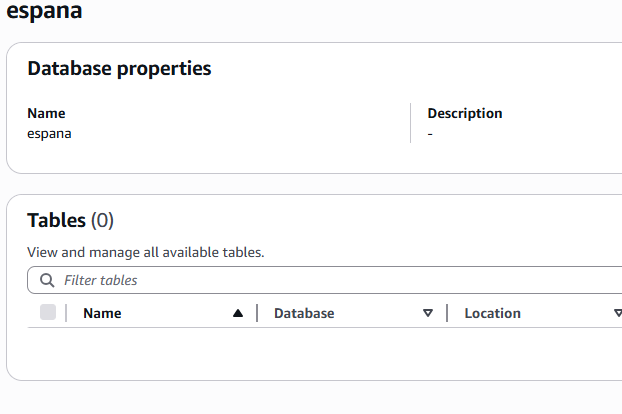 espana
Database properties
Name
espana
Description
-
Tables (0)
View and manage all available tables.
Filter tables
Name Database Location